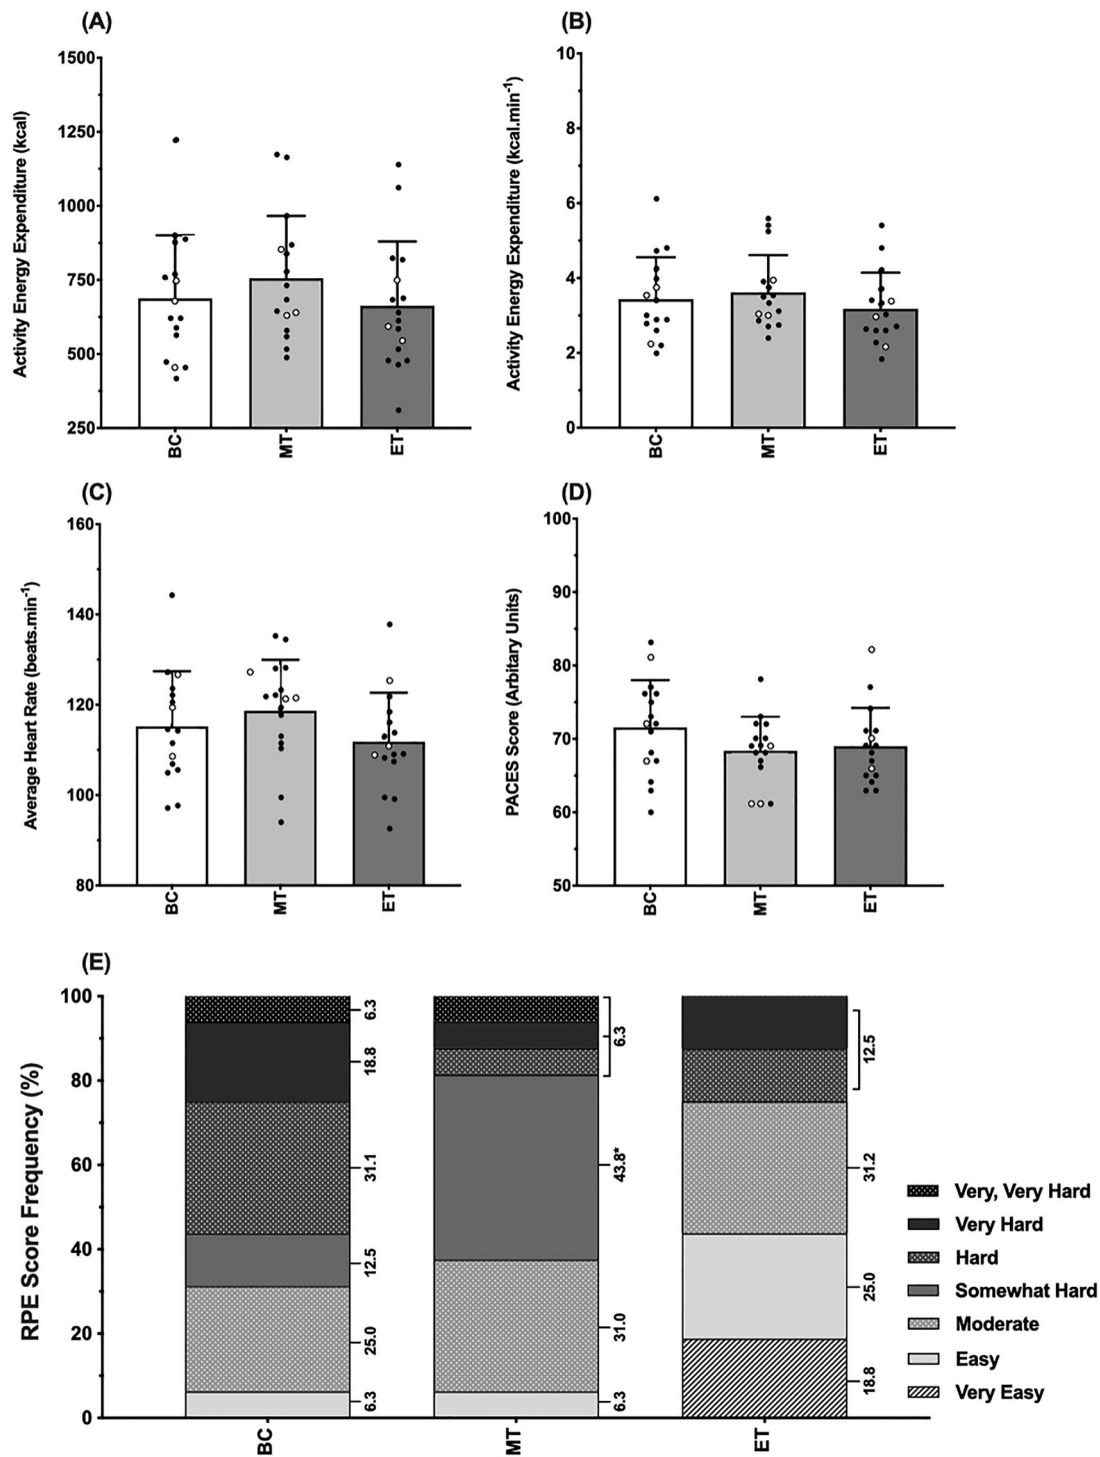 (A)
Activity Energy Expenditure (kcal)
1500
1250
1000
750
500
250
BC
MT
ET
(B)
Activity Energy Expenditure (kcal.min-1)
10
8
6
4
2
0
BC
MT
ET
(C)
Average Heart Rate (beats.min-1)
160
140
120
100
80
BC
MT
ET
(D)
PACES Score (Arbitary Units)
100
90
80
70
60
50
BC
MT
ET
(E)
RPE Score Frequency (%)
100
80
60
40
20
0
6.3
18.8
31.1
12.5
25.0
6.3
BC
6.3
43.8*
31.0
6.3
MT
12.5
31.2
25.0
18.8
ET
Very, Very Hard
Very Hard
Hard
Somewhat Hard
Moderate
Easy
Very Easy